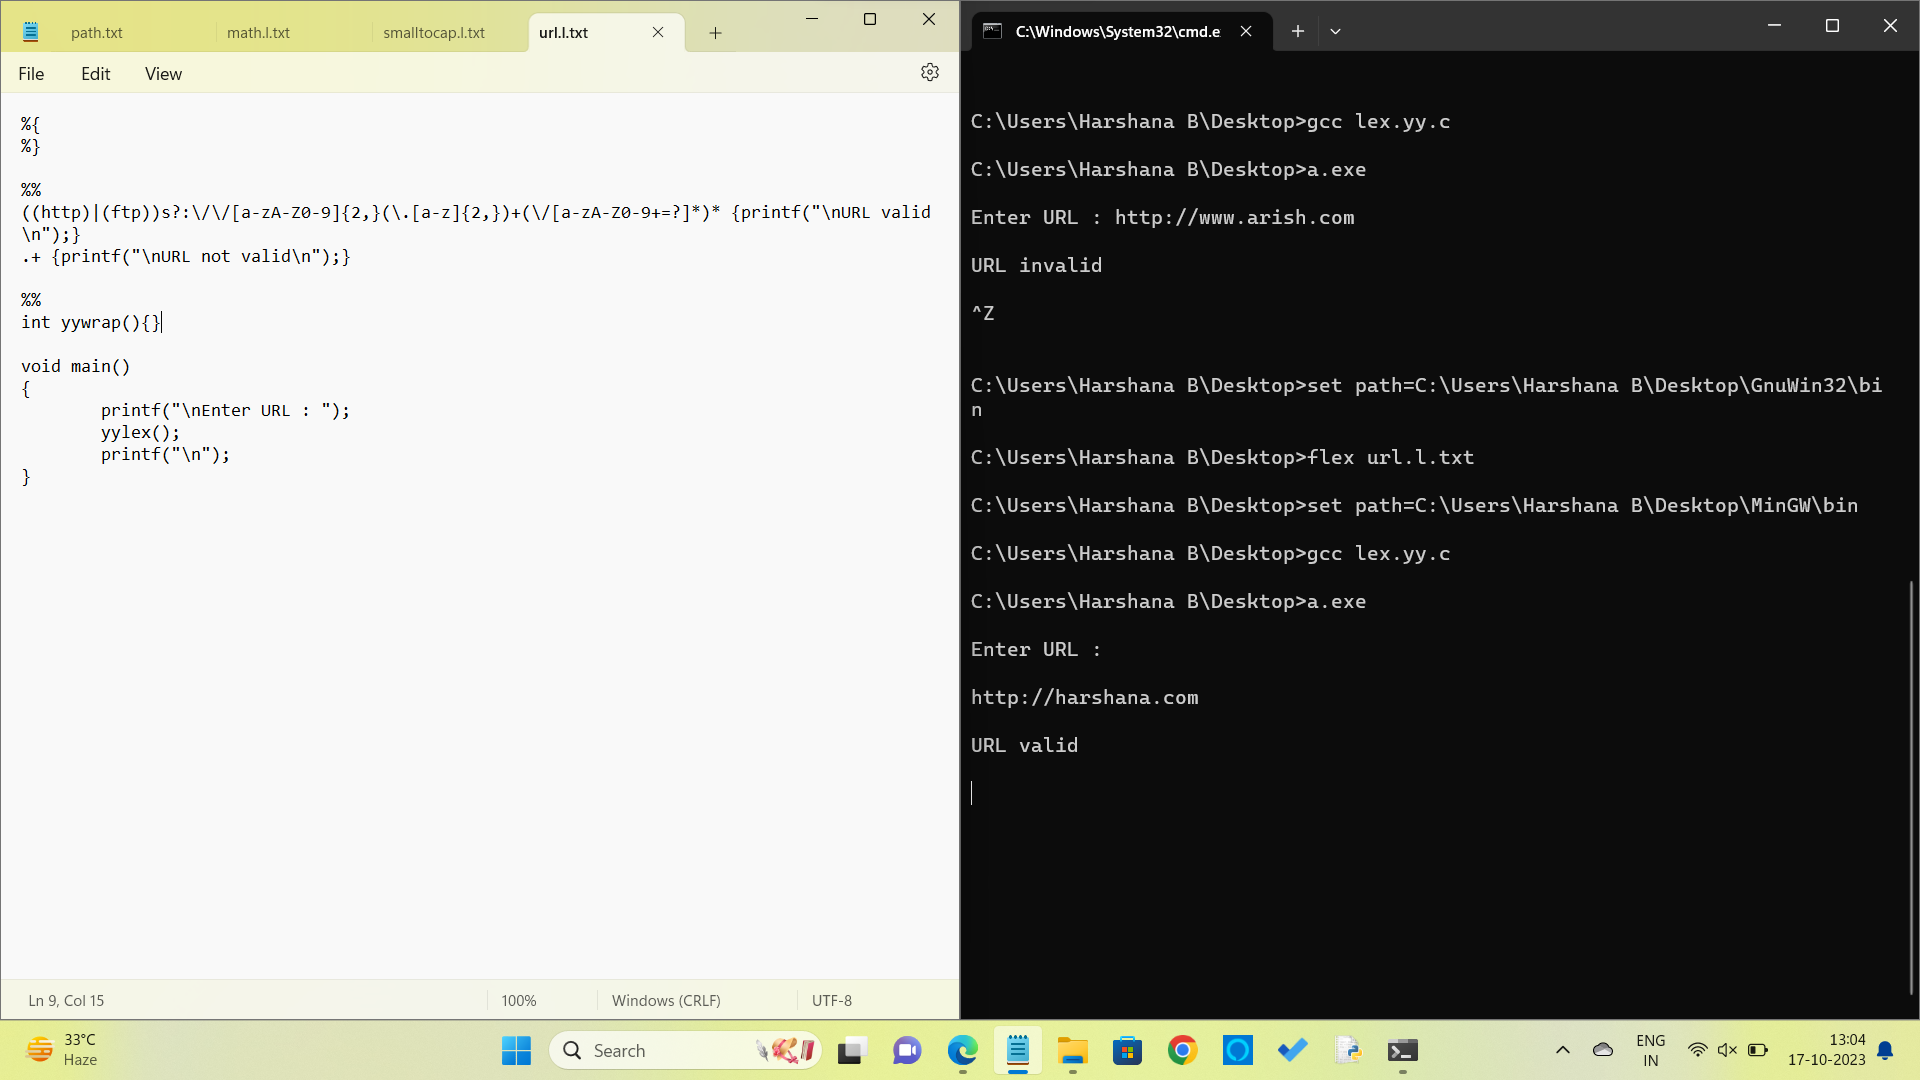 path.txt
math.l.txt
smalltocap.l.txt
url.l.txt
File
Edit
View
%{
%}
%%
((http)|(ftp))s?:\/\/[a-zA-Z0-9]{2,}(\.[a-z]{2,})+(\/[a-zA-Z0-9+=?]*)* {printf("\nURL valid
\n");}
.+ {printf("\nURL not valid\n");}
%%
int yywrap(){}
void main()
{
printf("\nEnter URL : ");
yylex();
printf("\n");
}
Ln 9, Col 15
100%
Windows (CRLF)
UTF-8
C:\Windows\System32\cmd.e
C:\Users\Harshana B\Desktop>gcc lex.yy.c
C:\Users\Harshana B\Desktop>a.exe
Enter URL : http://www.arish.com
URL invalid
^Z
C:\Users\Harshana B\Desktop>set path=C:\Users\Harshana B\Desktop\GnuWin32\bi
n
C:\Users\Harshana B\Desktop>flex url.l.txt
C:\Users\Harshana B\Desktop>set path=C:\Users\Harshana B\Desktop\MinGW\bin
C:\Users\Harshana B\Desktop>gcc lex.yy.c
C:\Users\Harshana B\Desktop>a.exe
Enter URL :
http://harshana.com
URL valid
33°C
Haze
Search
ENG
IN
13:04
17-10-2023